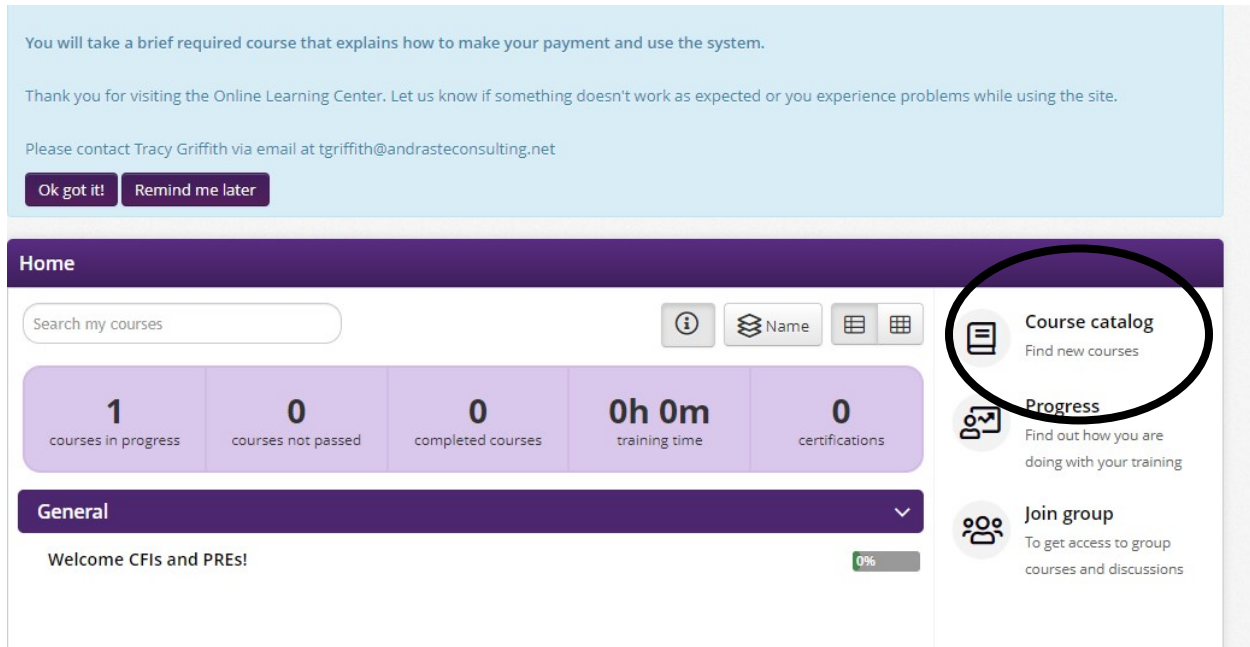 You will take a brief required course that explains how to make your payment and use the system.
Thank you for visiting the Online Learning Center. Let us know if something doesn't work as expected or you experience problems while using the site.
Please contact Tracy Griffith via email at tgriffith@andrasteconsulting.net
Ok got it! Remind me later
Home
Search my courses
Name
1
courses in progress
0
courses not passed
0
completed courses
0h 0m
training time
0
certifications
General
Welcome CFIs and PREs!
0%
Course catalog
Find new courses
Progress
Find out how you are
doing with your training
Join group
To get access to group
courses and discussions